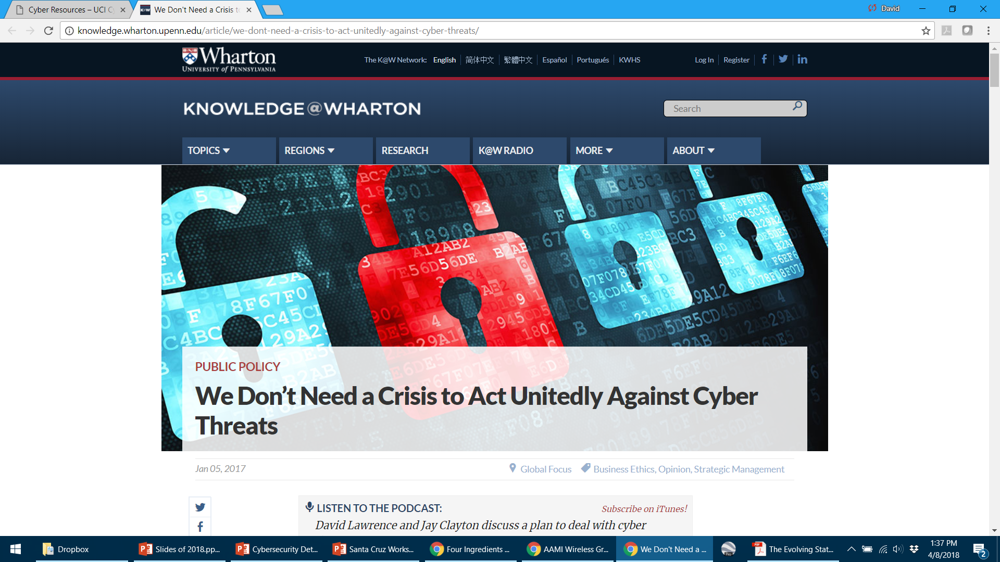 Cyber Resources – UCI Cy
We Don't Need a Crisis to
David
knowledge.wharton.upenn.edu/article/we-dont-need-a-crisis-to-act-unitedly-against-cyber-threats/
Wharton
UNIVERSITY of PENNSYLVANIA
The K@W Network: English 简体中文 繁體中文 Español Português KWHS
Log In Register
KNOWLEDGE@WHARTON
Search
TOPICS REGIONS RESEARCH K@W RADIO MORE ABOUT
PUBLIC POLICY
We Don’t Need a Crisis to Act Unitedly Against Cyber
Threats
Jan 05, 2017
Global Focus Business Ethics, Opinion, Strategic Management
LISTEN TO THE PODCAST:
Subscribe on iTunes!
David Lawrence and Jay Clayton discuss a plan to deal with cyber
Dropbox
Slides of 2018.pp...
Cybersecurity Det...
Santa Cruz Works...
Four Ingredients ...
AAMI Wireless Gr...
We Don't Need a ...
Pro
The Evolving Stat...
1:37 PM
4/8/2018
2